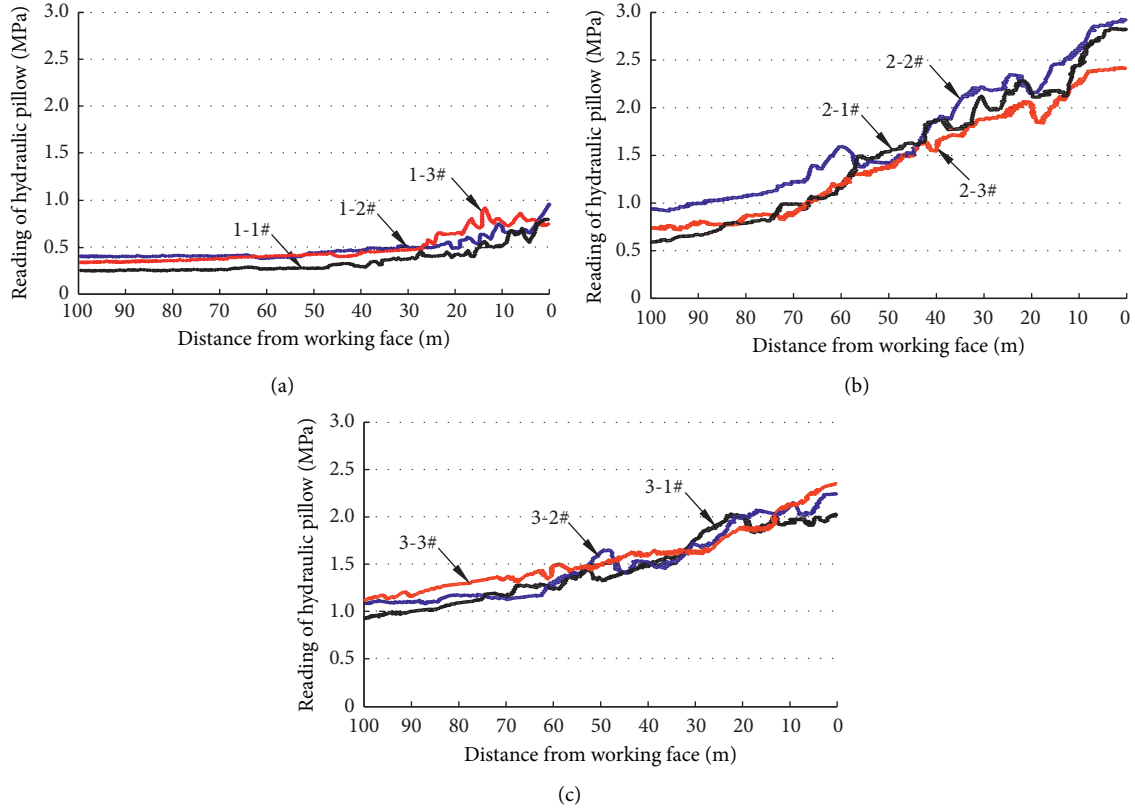 Reading of hydraulic pillow (MPa)
3.0
2.5
2.0
1.5
1.0
0.5
0
1-3#
1-2#
1-1#
100 90 80 70 60 50 40 30 20 10 0
Distance from working face (m)
(a)
Reading of hydraulic pillow (MPa)
3.0
2.5
2.0
1.5
1.0
0.5
0
2-2#
2-1#
2-3#
100 90 80 70 60 50 40 30 20 10 0
Distance from working face (m)
(b)
Reading of hydraulic pillow (MPa)
3.0
2.5
2.0
1.5
1.0
0.5
0
3-1#
3-2#
3-3#
100 90 80 70 60 50 40 30 20 10 0
Distance from working face (m)
(c)